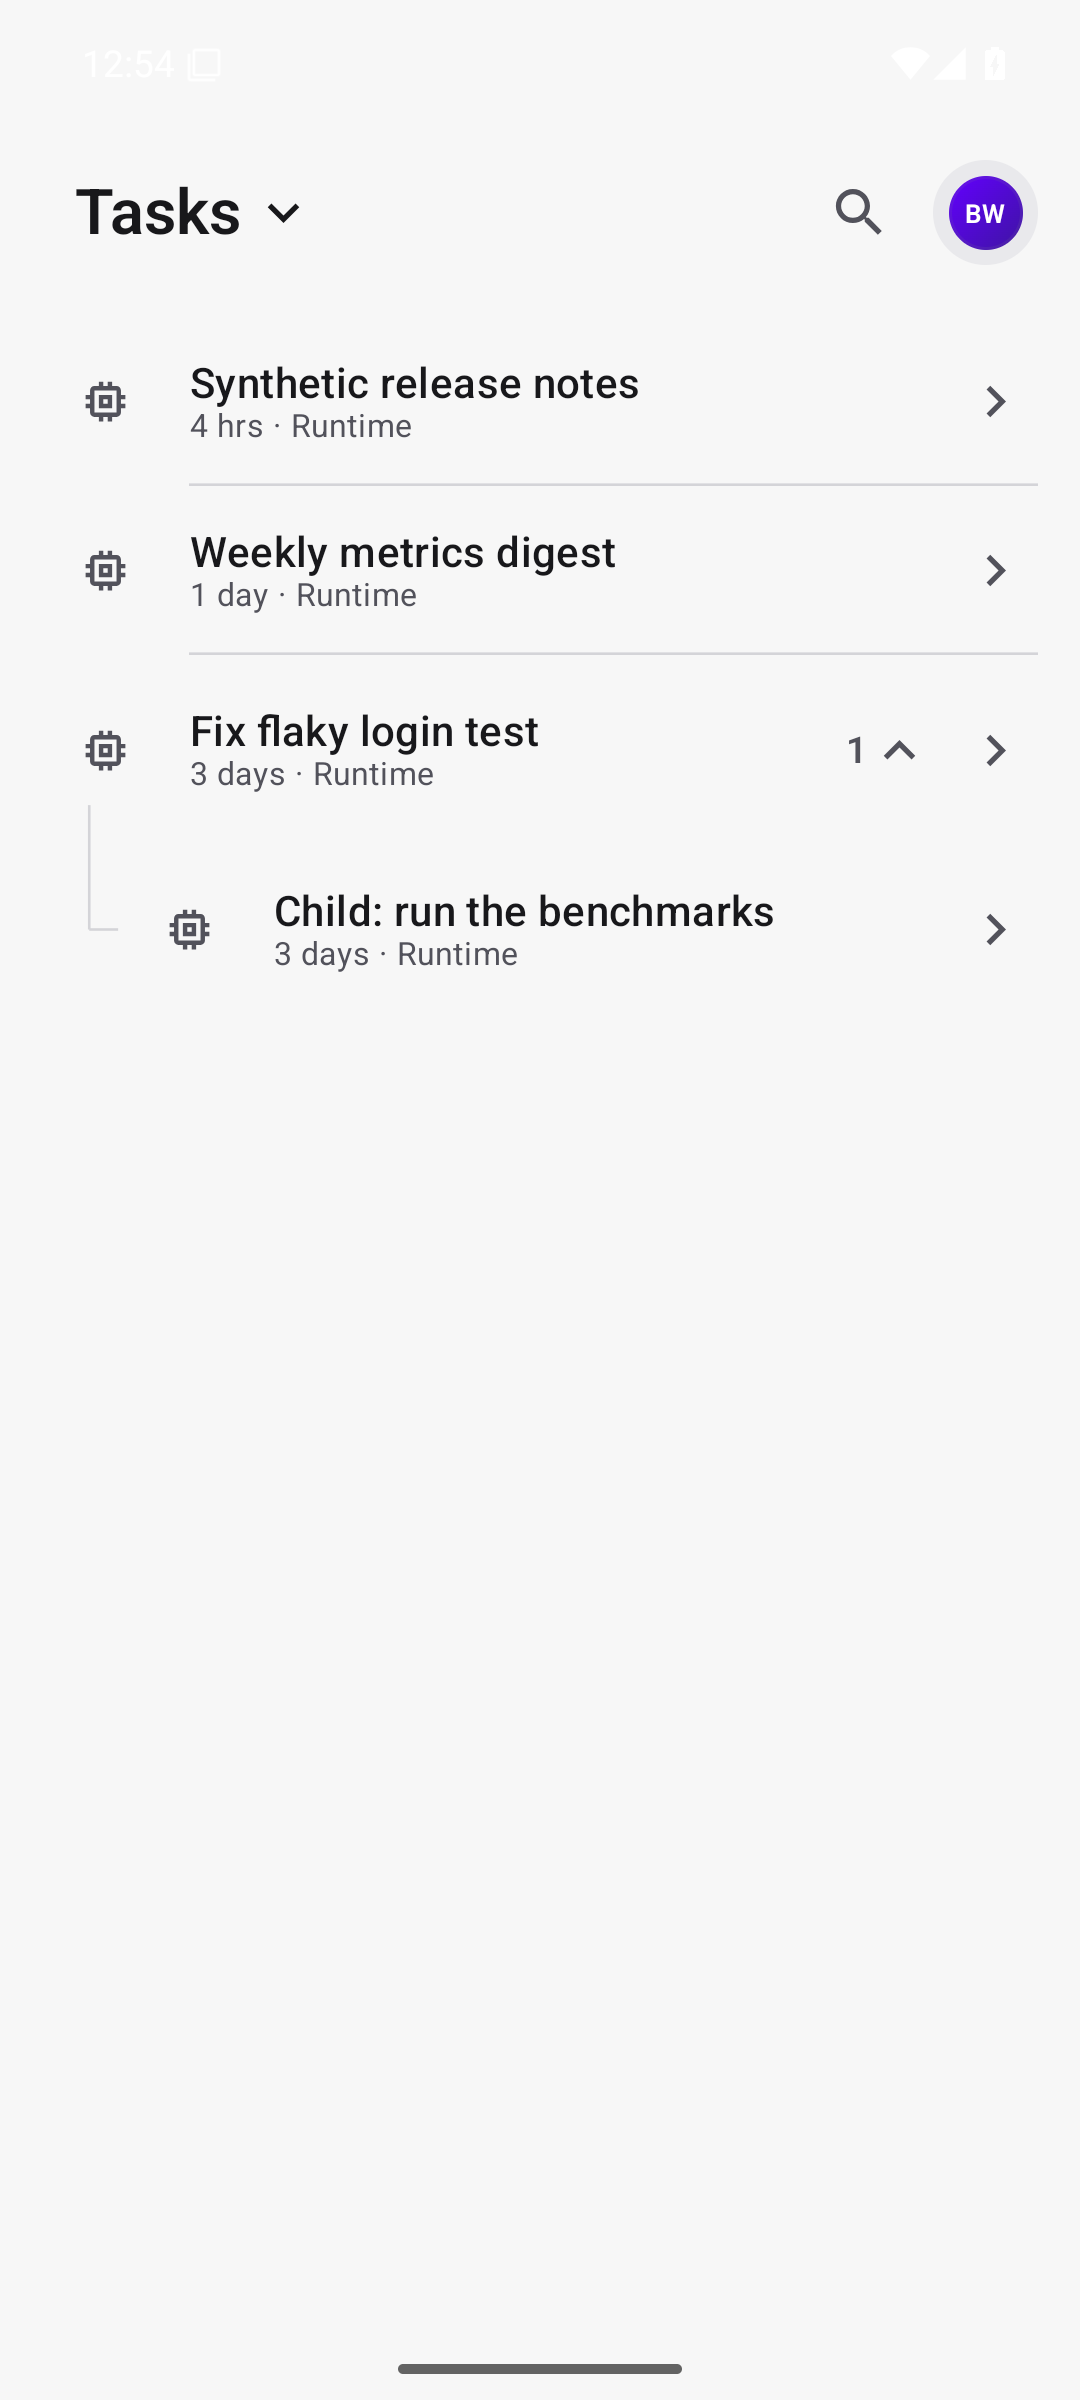 12:54
Tasks
BW
Synthetic release notes
4 hrs · Runtime
Weekly metrics digest
1 day · Runtime
Fix flaky login test
3 days · Runtime
1
Child: run the benchmarks
3 days · Runtime